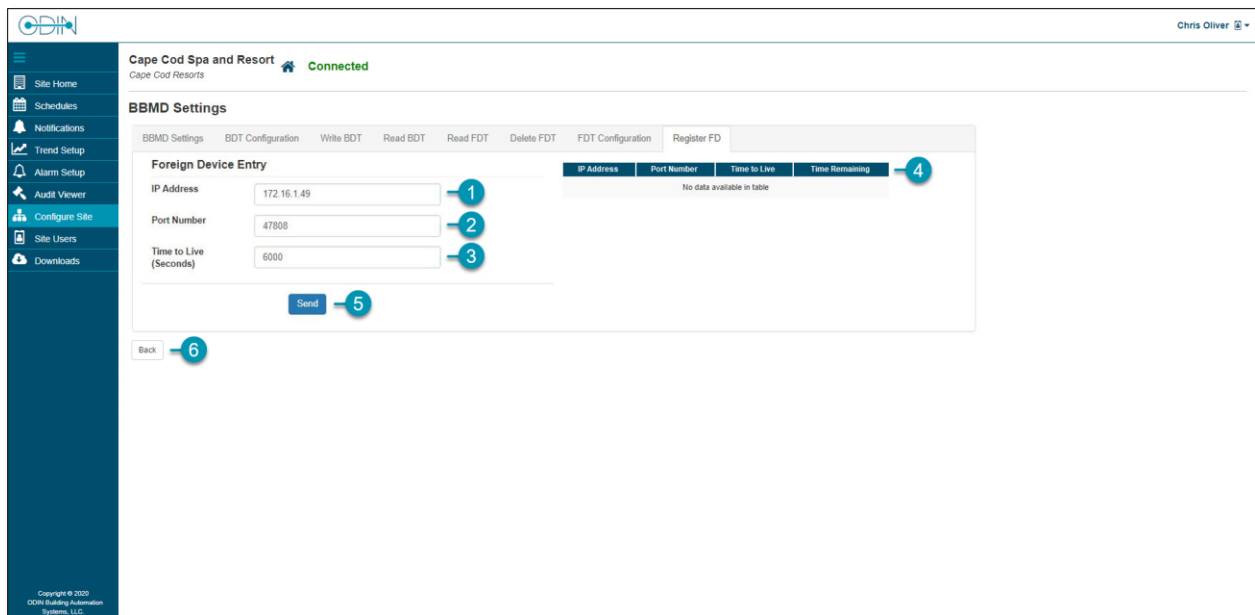 ODIN
Chris Oliver
Cape Cod Spa and Resort
Connected
Cape Cod Resorts
Site Home
Schedules
Notifications
Trend Setup
Alarm Setup
Audit Viewer
Configure Site
Site Users
Downloads
BBMD Settings
BBMD Settings BDT Configuration Write BDT Read BDT Read FDT Delete FDT FDT Configuration Register FD
Foreign Device Entry
IP Address 172.16.1.49 1
Port Number 47808 2
Time to Live
(Seconds) 6000 3
IP Address Port Number Time to Live Time Remaining 4
No data available in table
Send 5
Back 6
Copyright © 2020
ODIN Building Automation
Systems, LLC.